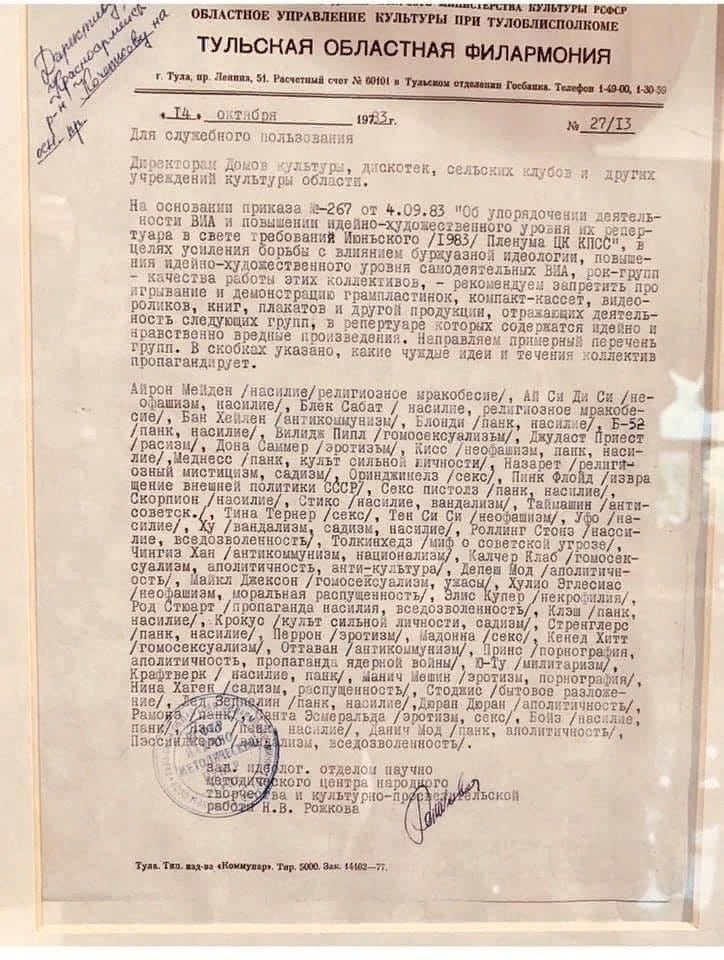 МИНИСТЕРСТВА КУЛЬТУРЫ РСФСР
ОБЛАСТНОЕ УПРАВЛЕНИЕ КУЛЬТУРЫ ПРИ ТУЛОБЛИСПОЛКОМЕ
ТУЛЬСКАЯ ОБЛАСТНАЯ ФИЛАРМОНИЯ
г. Тула, пр. Ленина, 51. Расчетный счет № 60101 в Тульском отделении Госбанка. Телефон 1-49-00, 1-30-59
«14» октября 1983г. № 27/13
Для служебного пользования
Директорам Домов культуры, дискотек, сельских клубов и других
учреждений культуры области.
На основании приказа №-267 от 4.09.83 "Об упорядочении деятель-
ности ВИА и повышении идейно-художественного уровня их репер-
туара в свете требований Июньского /1983/ Пленума ЦК КПСС", в
целях усиления борьбы с влиянием буржуазной идеологии, повыше-
ния идейно-художественного уровня самодеятельных ВИА, рок-групп
- качества работы этих коллективов, - рекомендуем запретить про
игрывание и демонстрацию грампластинок, компакт-кассет, видео-
роликов, книг, плакатов и другой продукции, отражающих деятель-
ность следующих групп, в репертуаре которых содержатся идейно и
нравственно вредные произведения. Направляем примерный перечень
групп. В скобках указано, какие чуждые идеи и течения коллектив
пропагандирует.
Айрон Мейден /насилие/религиозное мракобесие/, Ай Си Ди Си /не-
офашизм, насилие/, Блек Сабат / насилие, религиозное мракобе-
сие/, Ван Хейлен /антикоммунизм/, Блонди /панк, насилие/, Б-52
/панк, насилие/, Вилидж Пипл /гомосексуализьм/, Джудаст Приест
/расизм/, Дона Саммер /эротизъм/, Кисс /неофашизм, панк, наси-
лие/,Меднесс /панк, культ сильной личности/, Назарет /религи-
озный мистицизм, садизм/, Оринджинелз /секс/, Пинк Флойд /извра
щение внешней политики СССР/, Секс пистолз /панк, насилие/,
Скорпион /насилие/, Стикс /насилие, вандализм/, Таймашин /анти-
советск./, Тина Тернер /секс/, Тен Си Си /неофашизм/, Уфо /на-
силие/, Ху /вандализм, садизм, насилие/, Роллинг Стонз /насси-
лие, вседозволенность/, Толкинхедз /миф о советской угрозе/,
Чингиз Хан /антикоммунизм, национализм/, Калчер Клаб /гомосек-
суализм, аполитичность, анти-культура/, Депеш Мод /аполитичн-
ость/, Майкл Джексон /гомосексуализм, ужасы/, Хулио Эглесиас
/неофашизм, моральная распущенность/, Элис Купер /некрофилия/,
Род Стюарт /пропаганда насилия, вседозволенность/, Клэш /панк,
насилие/, Крокус /культ сильной личности, садизм/, Стренглерс
/панк, насилие/, Перрон /эротизм/, Мадонна /секс/, Кенед Хитт
/гомосексуализм/, Оттаван /антикоммунизм/, Принс /порнография,
аполитичность, пропаганда ядерной войны/, Ю-Ту /милитаризм/,
Крафтверк / насилие, панк/, Манич Мешин /эротизм, порнография/,
Нина Хаген /садизм, распущенность/, Стоджис /бытовое разложе-
ние/, Лед Зеппелин /панк, насилие/,Дюран Дюран /аполитичность/,
Рамонз /панк/, Санта Эсмеральда /эротизм, секс/, Бойз /насилие,
панк/, /панк, насилие/, Данич Мод /панк, аполитичность/,
Пэссинджерс /вандализм, вседозволенность/.
зав. идеолог. отделом научно
методического центра народного
творчества и культурно-просветительской
работы Н.В. Рожкова
Тула. Тип. изд-ва «Коммунар». Тир. 5000. Зак. 14462—77.